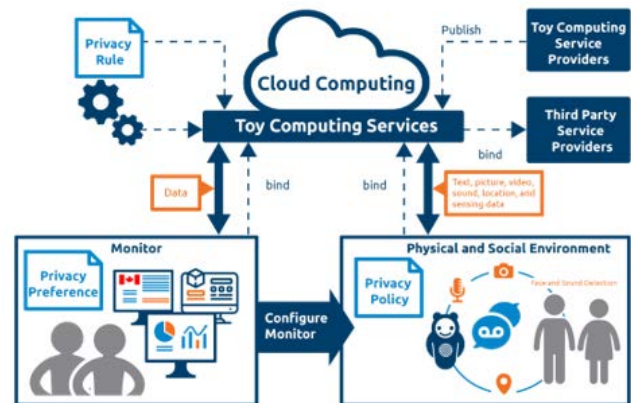 Privacy
Rule
Cloud Computing
Toy Computing Services
Publish
Toy Computing
Service
Providers
Third Party
Service
Providers
bind
Data
bind
bind
Text, picture, video,
sound, location, and
sensing data
Monitor
Privacy
Preference
Configure
Monitor
Physical and Social Environment
Privacy
Policy
Face and Sound Detection